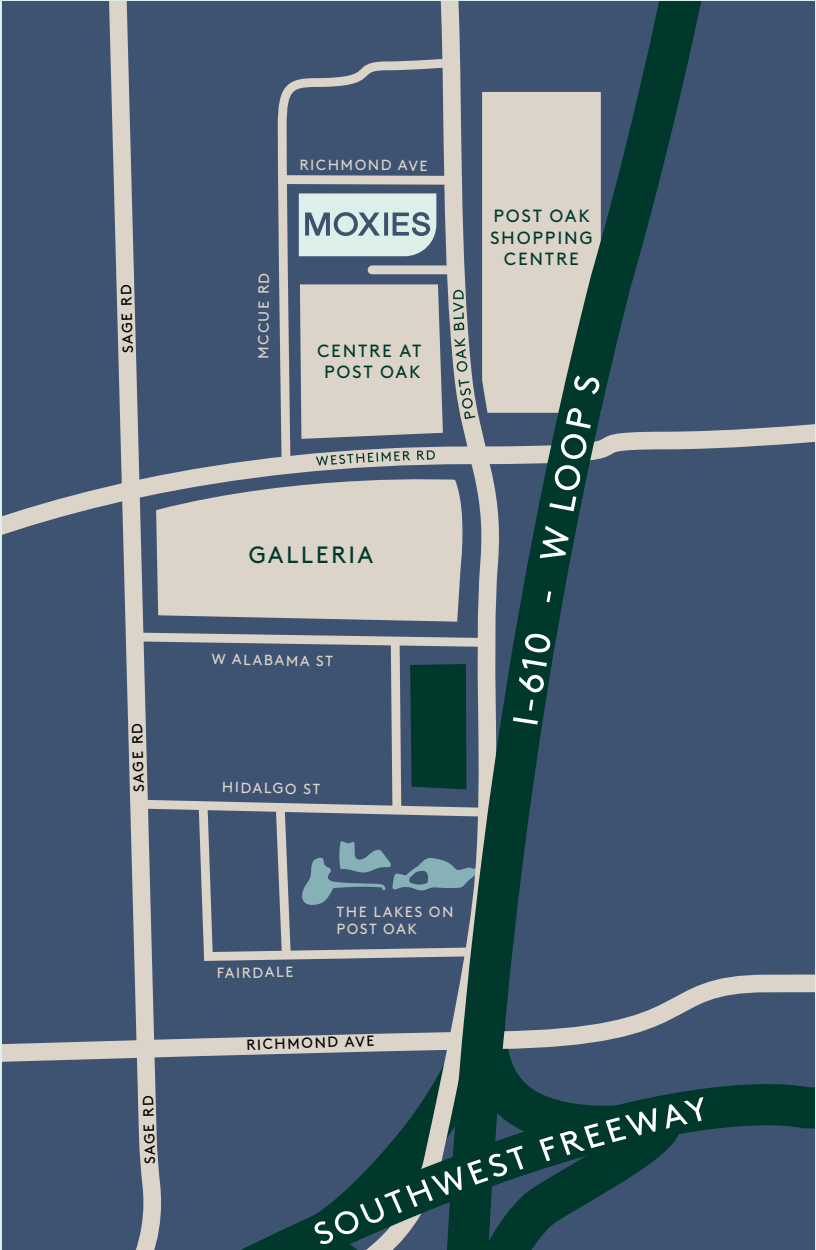 RICHMOND AVE
MOXIES
POST OAK
SHOPPING
CENTRE
SAGE RD
MCCUE RD
POST OAK BLVD
CENTRE AT
POST OAK
WESTHEIMER RD
I-610 - W LOOP S
GALLERIA
W ALABAMA ST
SAGE RD
HIDALGO ST
THE LAKES ON
POST OAK
FAIRDALE
RICHMOND AVE
SAGE RD
SOUTHWEST FREEWAY